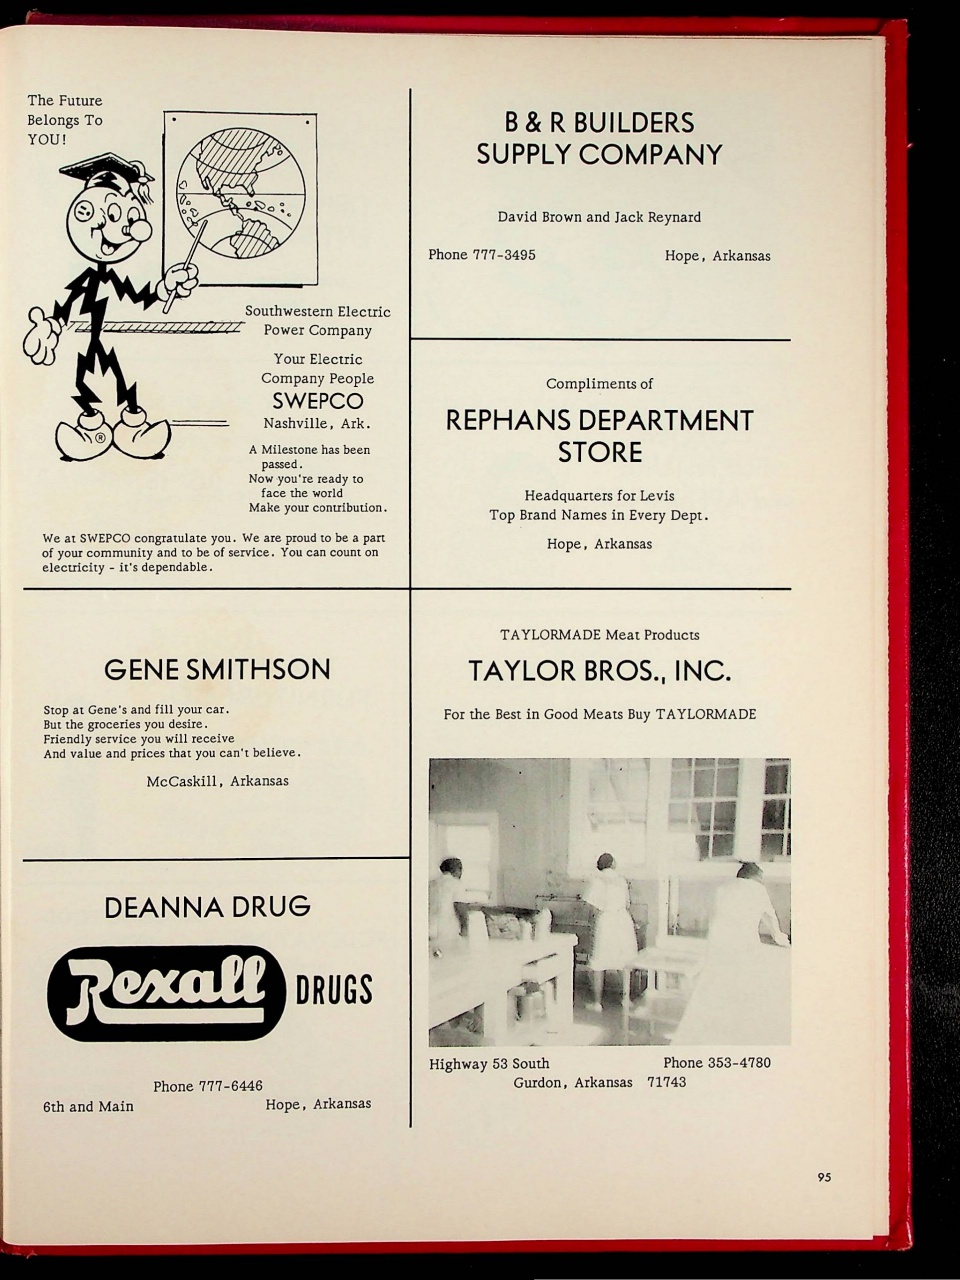 The Future
Belongs To
YOU!
Southwestern Electric
Power Company
Your Electric
Company People
SWEPCO
Nashville, Ark.
A Milestone has been
passed.
Now you're ready to
face the world
Make your contribution.
®
We at SWEPCO congratulate you. We are proud to be a part
of your community and to be of service. You can count on
electricity - it's dependable.
GENE SMITHSON
Stop at Gene's and fill your car.
But the groceries you desire.
Friendly service you will receive
And value and prices that you can't believe.
McCaskill, Arkansas
DEANNA DRUG
Rexall DRUGS
Phone 777-6446
6th and Main Hope, Arkansas
B & R BUILDERS
SUPPLY COMPANY
David Brown and Jack Reynard
Phone 777-3495 Hope, Arkansas
Compliments of
REPHANS DEPARTMENT
STORE
Headquarters for Levis
Top Brand Names in Every Dept.
Hope, Arkansas
TAYLORMADE Meat Products
TAYLOR BROS., INC.
For the Best in Good Meats Buy TAYLORMADE
Highway 53 South Phone 353-4780
Gurdon, Arkansas 71743
95